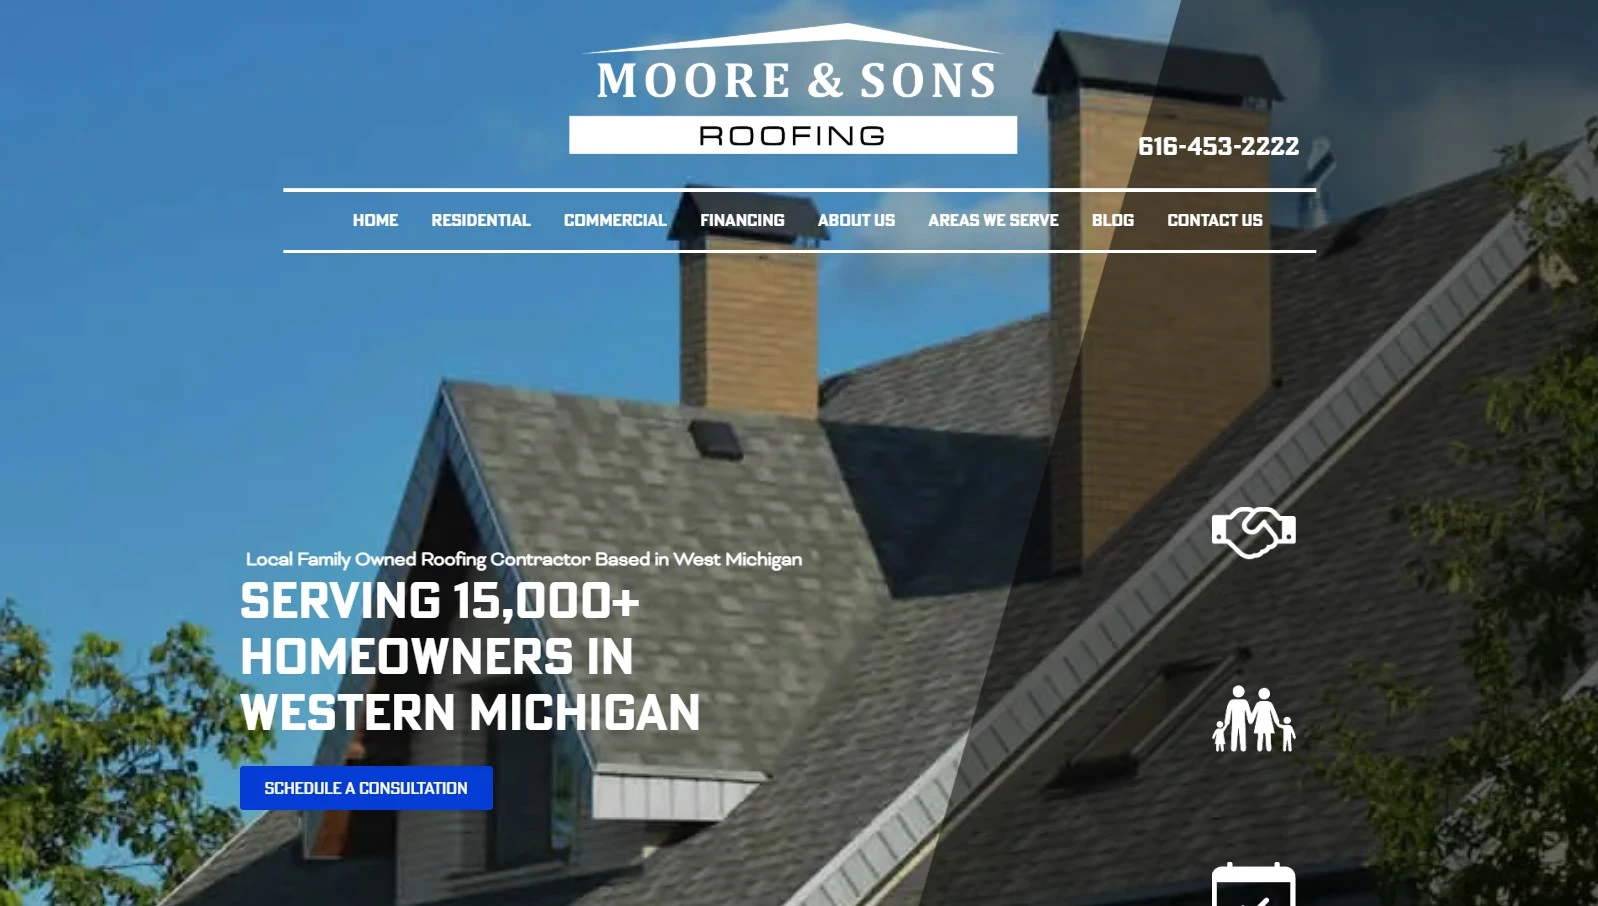 MOORE & SONS
ROOFING
616-453-2222
HOME RESIDENTIAL COMMERCIAL FINANCING ABOUT US AREAS WE SERVE BLOG CONTACT US
Local Family Owned Roofing Contractor Based in West Michigan
SERVING 15,000+
HOMEOWNERS IN
WESTERN MICHIGAN
SCHEDULE A CONSULTATION